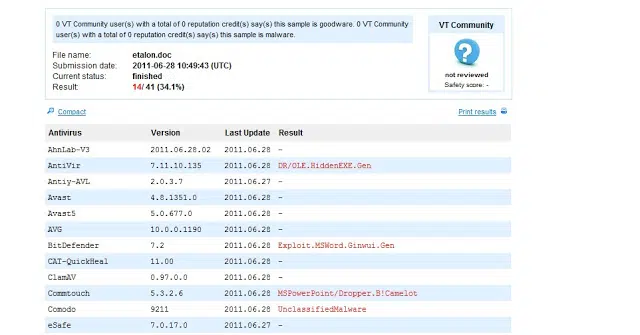 0 VT Community user(s) with a total of 0 reputation credit(s) say(s) this sample is goodware. 0 VT Community
user(s) with a total of 0 reputation credit(s) say(s) this sample is malware.
VT Community
not reviewed
Safety score: -
File name: etalon.doc
Submission date: 2011-06-28 10:49:43 (UTC)
Current status: finished
Result: 14/ 41 (34.1%)
Compact
Print results
Antivirus Version Last Update Result
AhnLab-V3 2011.06.28.02 2011.06.28 -
AntiVir 7.11.10.135 2011.06.28 DR/OLE.HiddenEXE.Gen
Antiy-AVL 2.0.3.7 2011.06.27 -
Avast 4.8.1351.0 2011.06.28 -
Avast5 5.0.677.0 2011.06.28 -
AVG 10.0.0.1190 2011.06.28 -
BitDefender 7.2 2011.06.28 Exploit.MSWord.Ginwui.Gen
CAT-QuickHeal 11.00 2011.06.28 -
ClamAV 0.97.0.0 2011.06.28 -
Commtouch 5.3.2.6 2011.06.28 MSPowerPoint/Dropper.B!Camelot
Comodo 9211 2011.06.28 UnclassifiedMalware
eSafe 7.0.17.0 2011.06.27 -